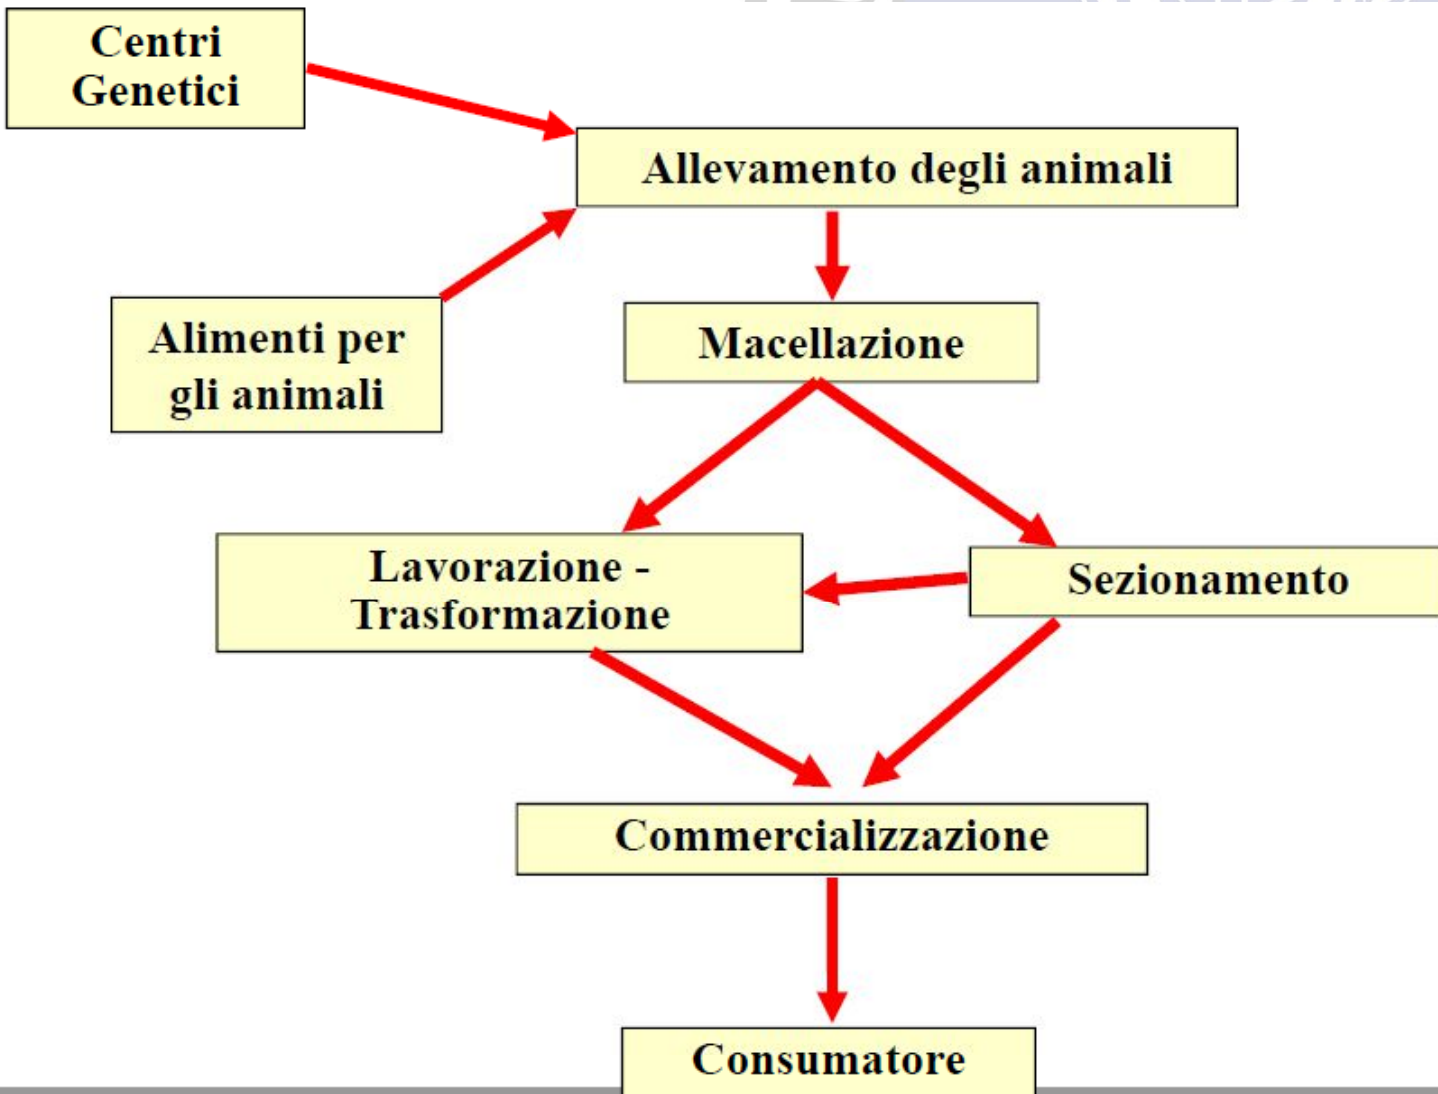 Centri
Genetici
Allevamento degli animali
Alimenti per
gli animali
Macellazione
Lavorazione -
Trasformazione
Sezionamento
Commercializzazione
Consumatore